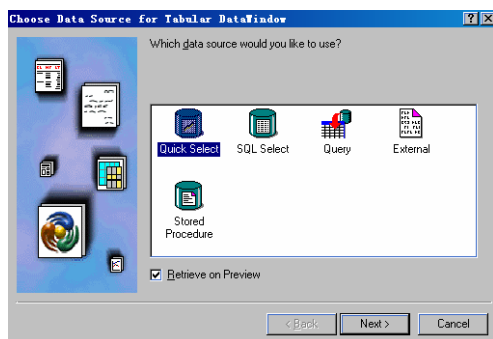 Choose Data Source for Tabular DataWindow
Which data source would you like to use?
Quick Select SQL Select Query External
Stored
Procedure
Retrieve on Preview
< Back Next > Cancel